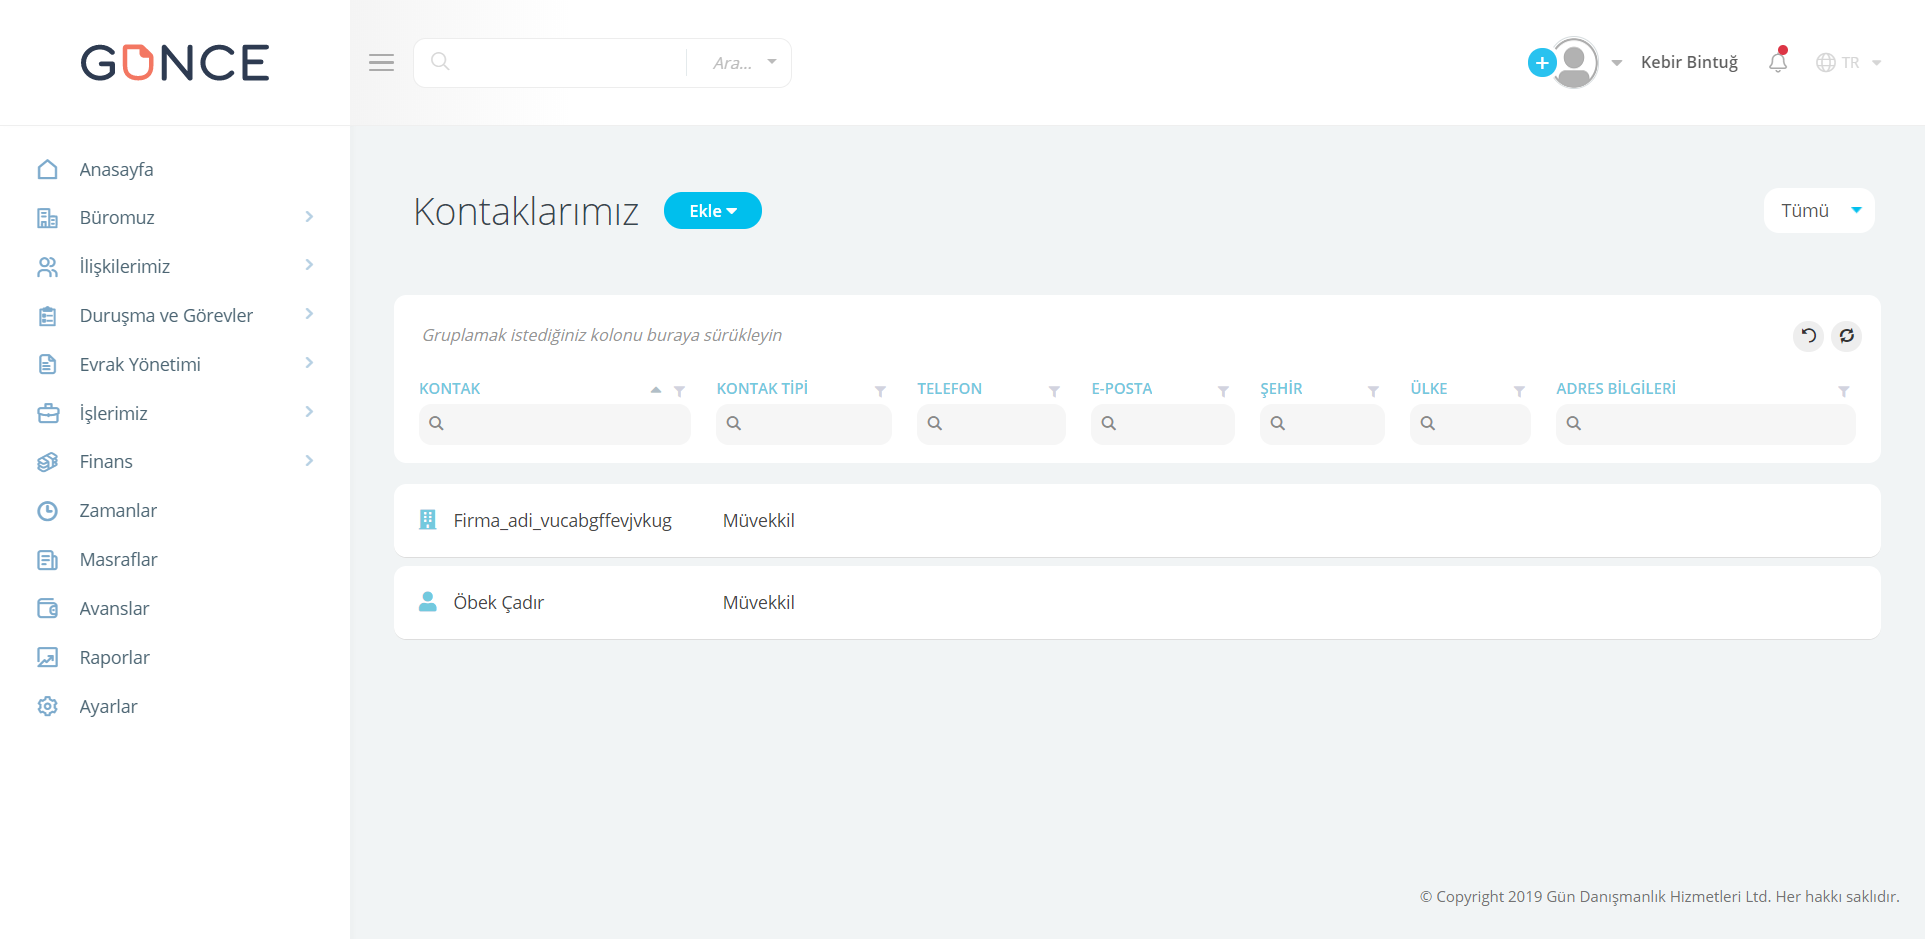 GÜNCE
Ara...
Kebir Bintuğ
TR
Anasayfa
Büromuz
İlişkilerimiz
Duruşma ve Görevler
Evrak Yönetimi
İşlerimiz
Finans
Zamanlar
Masraflar
Avanslar
Raporlar
Ayarlar
Kontaklarımız
Ekle
Tümü
Gruplamak istediğiniz kolonu buraya sürükleyin
KONTAK KONTAK TİPİ TELEFON E-POSTA ŞEHİR ÜLKE ADRES BİLGİLERİ
Firma_adi_vucabgffevjvkug Müvekkil
Öbek Çadır Müvekkil
© Copyright 2019 Gün Danışmanlık Hizmetleri Ltd. Her hakkı saklıdır.